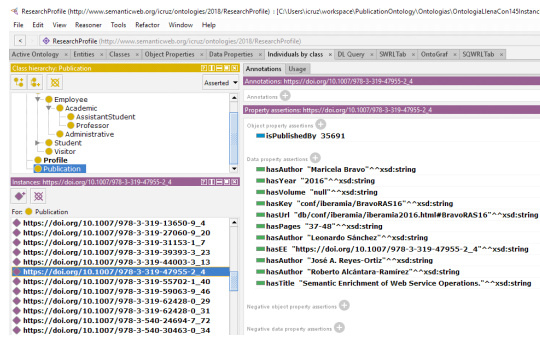 ResearchProfile (http://www.semanticweb.org/icruz/ontologies/2018/ResearchProfile) : [C:\Users\icruz\workspace\PublicationOntology\Ontologias\OntologiaLlenaCon145Instanc
File Edit View Reasoner Tools Refactor Window Help
< > ResearchProfile (http://www.semanticweb.org/icruz/ontologies/2018/ResearchProfile)
Active Ontology × Entities × Classes × Object Properties × Data Properties × Individuals by class × DL Query × SWRLTab × OntoGraf × SQWRLTab ×
Class hierarchy: Publication
Asserted
Employee
Academic
AssistantStudent
Professor
Administrative
Student
Visitor
Profile
Publication
Instances: https://doi.org/10.1007/978-3-319-47955-2_4
For: Publication
https://doi.org/10.1007/978-3-319-13650-9_4
https://doi.org/10.1007/978-3-319-27060-9_20
https://doi.org/10.1007/978-3-319-31153-1_7
https://doi.org/10.1007/978-3-319-39393-3_23
https://doi.org/10.1007/978-3-319-44003-3_13
https://doi.org/10.1007/978-3-319-47955-2_4
https://doi.org/10.1007/978-3-319-55702-1_40
https://doi.org/10.1007/978-3-319-59063-9_46
https://doi.org/10.1007/978-3-319-62428-0_29
https://doi.org/10.1007/978-3-319-62428-0_31
https://doi.org/10.1007/978-3-540-24694-7_72
https://doi.org/10.1007/978-3-540-30463-0_34
Annotations Usage
Annotations: https://doi.org/10.1007/978-3-319-47955-2_4
Annotations
Property assertions: https://doi.org/10.1007/978-3-319-47955-2_4
Object property assertions
isPublishedBy 35691
Data property assertions
hasAuthor "Maricela Bravo"^^xsd:string
hasYear "2016"^^xsd:string
hasVolume "null"^^xsd:string
hasKey "conf/iberamia/BravoRAS16"^^xsd:string
hasUrl "db/conf/iberamia/iberamia2016.html#BravoRAS16"^^xsd:string
hasPages "37-48"^^xsd:string
hasAuthor "Leonardo Sánchez"^^xsd:string
hasEE "https://doi.org/10.1007/978-3-319-47955-2_4"^^xsd:string
hasAuthor "José A. Reyes-Ortiz"^^xsd:string
hasAuthor "Roberto Alcántara-Ramírez"^^xsd:string
hasTitle "Semantic Enrichment of Web Service Operations."^^xsd:string
Negative object property assertions
Negative data property assertions